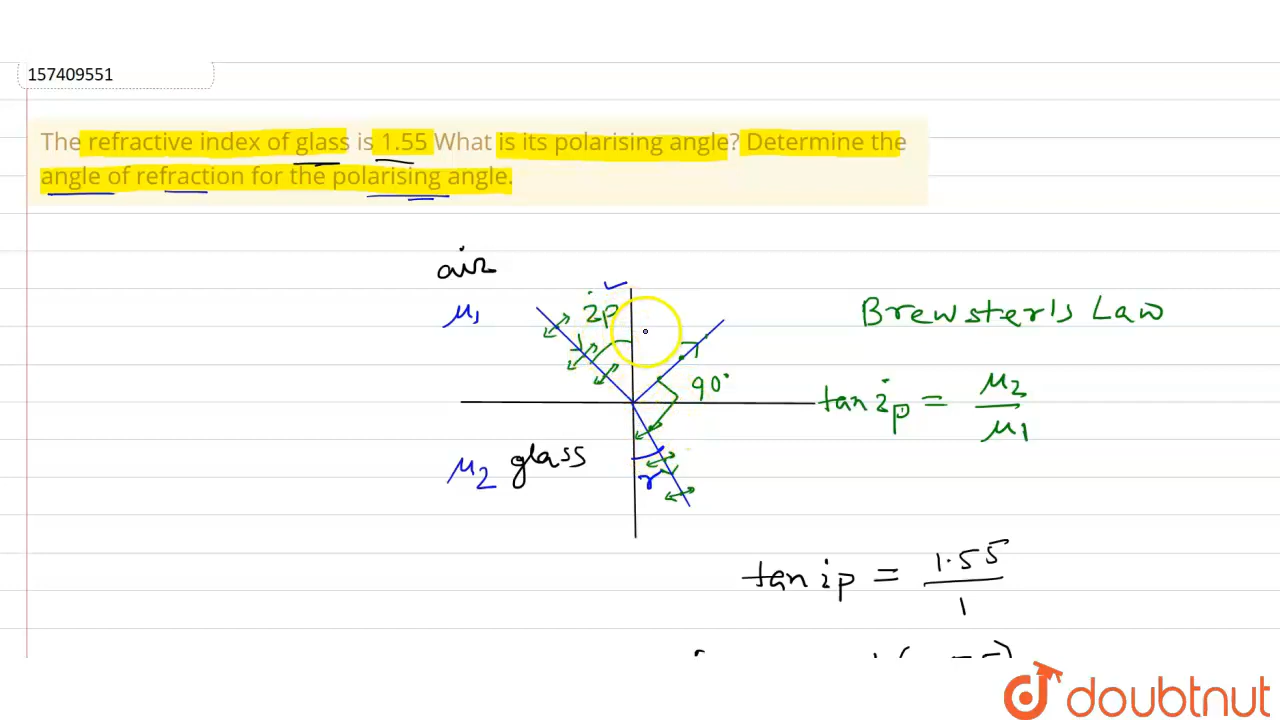 157409551
The refractive index of glass is 1.55 What is its polarising angle? Determine the
angle of refraction for the polarising angle.
air
μ₁
ip
Brewster's Law
90°
tan ip = μ₂/μ₁
μ₂ glass
r
tan ip = 1.55/1
doubtnut